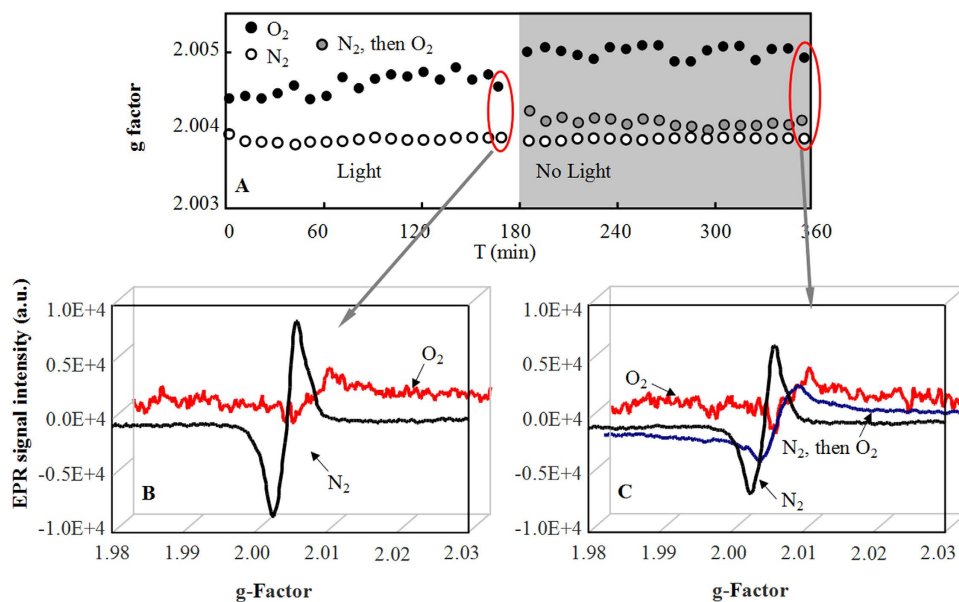 O2
N2
N2, then O2
g factor
2.005
2.004
2.003
A
Light
No Light
0
60
120
180
240
300
360
T (min)
EPR signal intensity (a.u.)
1.0E+4
0.5E+4
0.0E+4
-0.5E+4
-1.0E+4
O2
N2
B
1.98
1.99
2.00
2.01
2.02
2.03
g-Factor
1.0E+4
0.5E+4
0.0E+4
-0.5E+4
-1.0E+4
O2
N2, then O2
N2
C
1.98
1.99
2.00
2.01
2.02
2.03
g-Factor